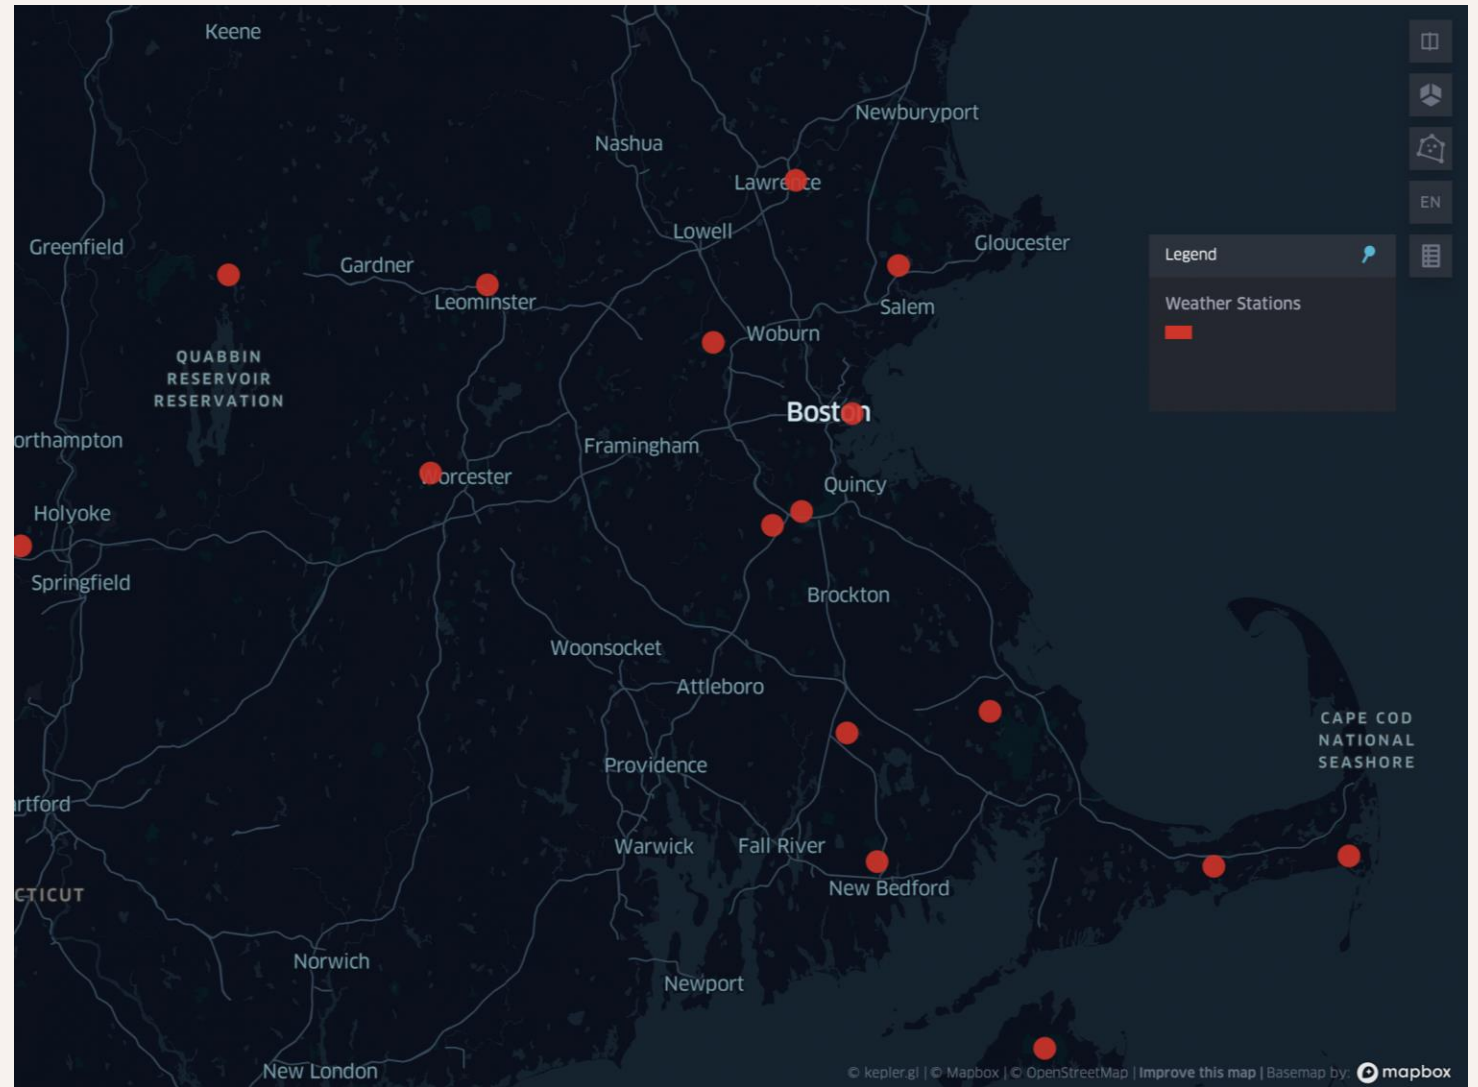 Keene
Newburyport
Nashua
Lawrence
EN
Lowell
Gloucester
Greenfield
Gardner
Legend
Leominster
Weather Stations
Salem
Woburn
QUABBIN
RESERVOIR
RESERVATION
Boston
orthampton
Framingham
Worcester
Quincy
Holyoke
Springfield
Brockton
Woonsocket
Attleboro
CAPE COD
NATIONAL
SEASHORE
Providence
rtford
Warwick
Fall River
New Bedford
CTICUT
Norwich
Newport
New London
© kepler.gl | © Mapbox | © OpenStreetMap | Improve this map | Basemap by: mapbox